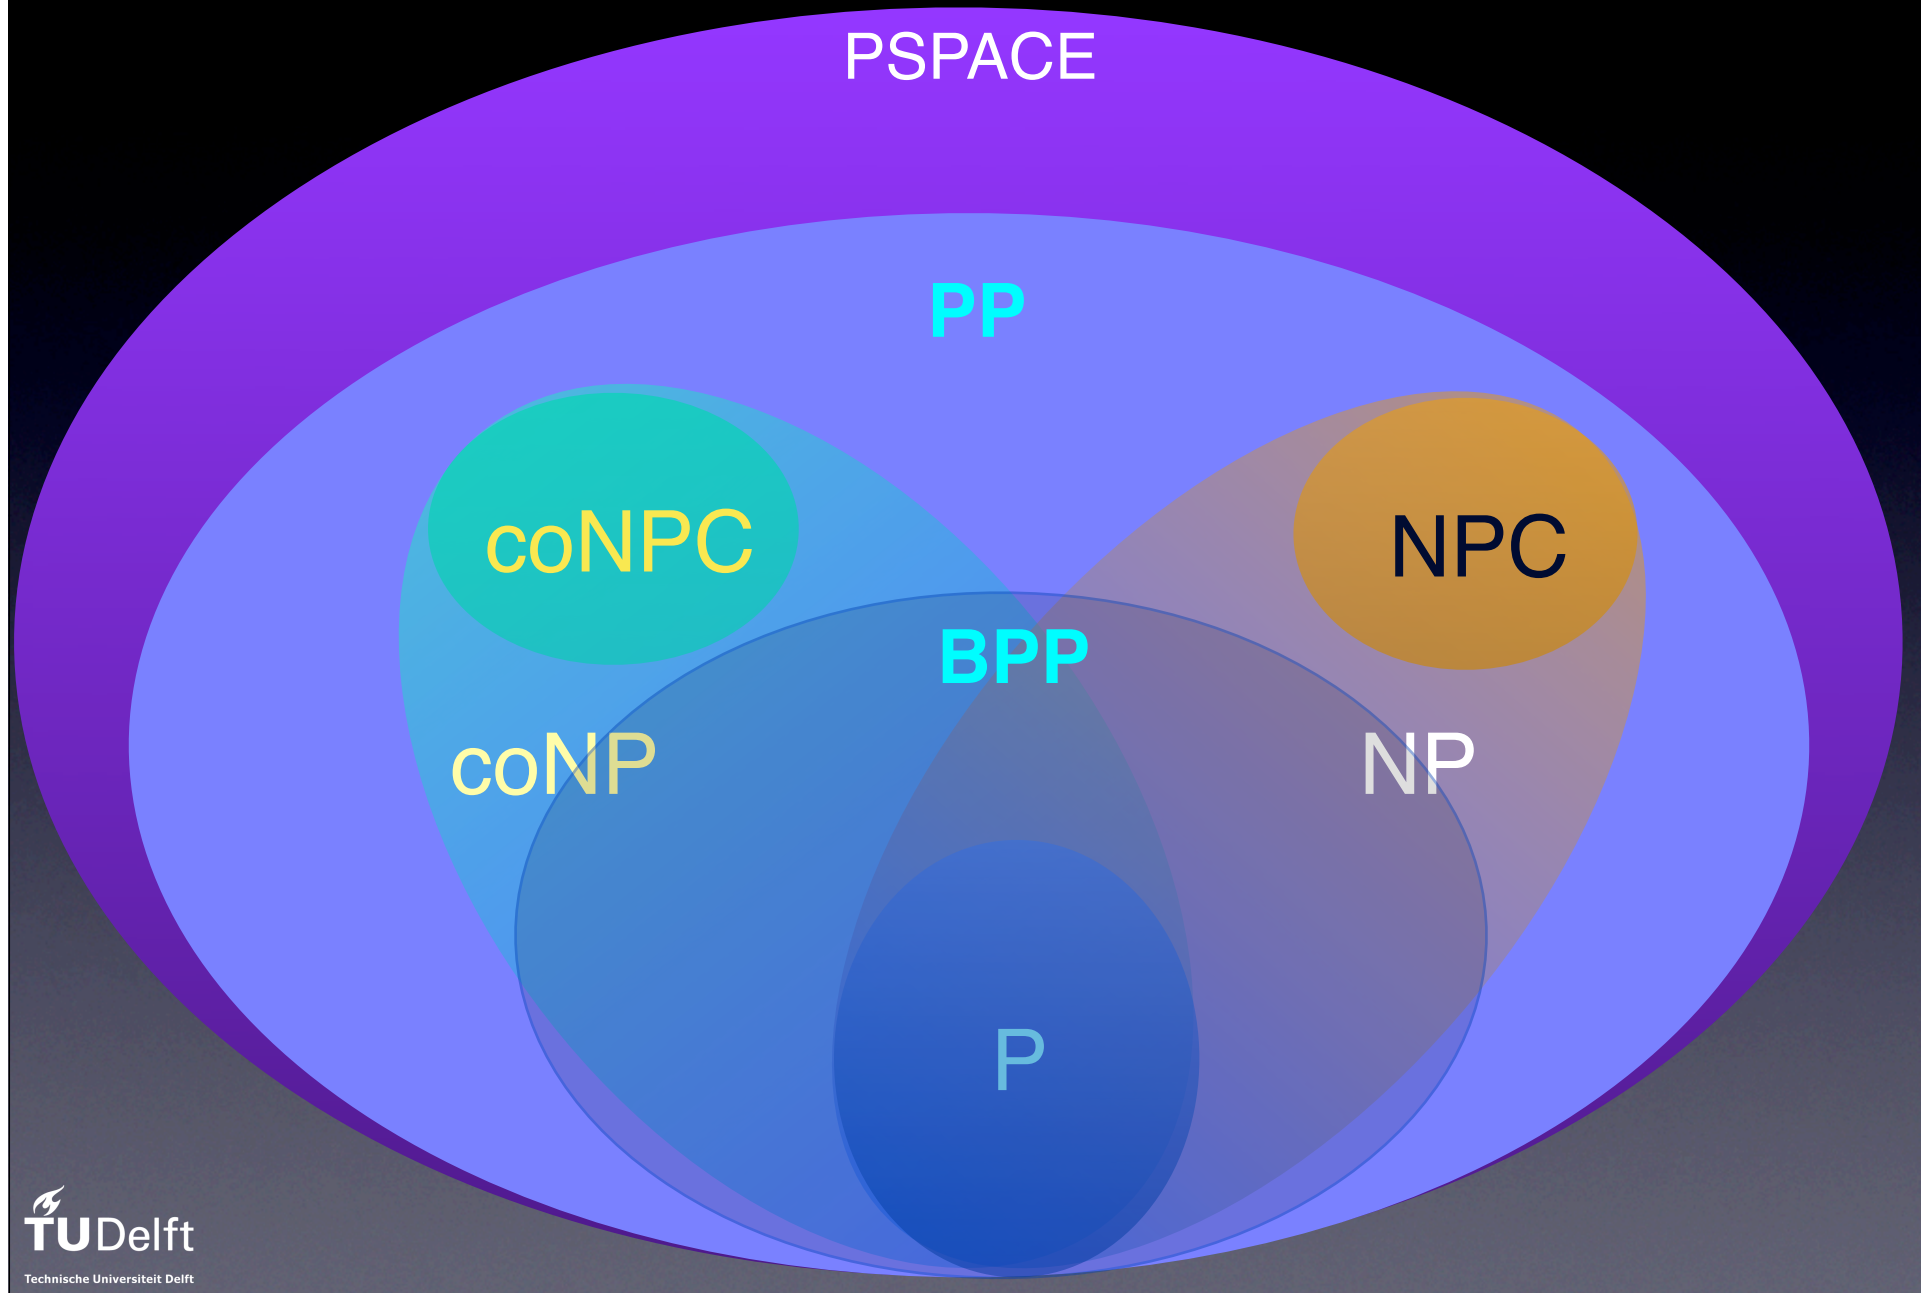 PSPACE
PP
coNPC
NPC
BPP
coNP
NP
P
TUDelft
Technische Universiteit Delft